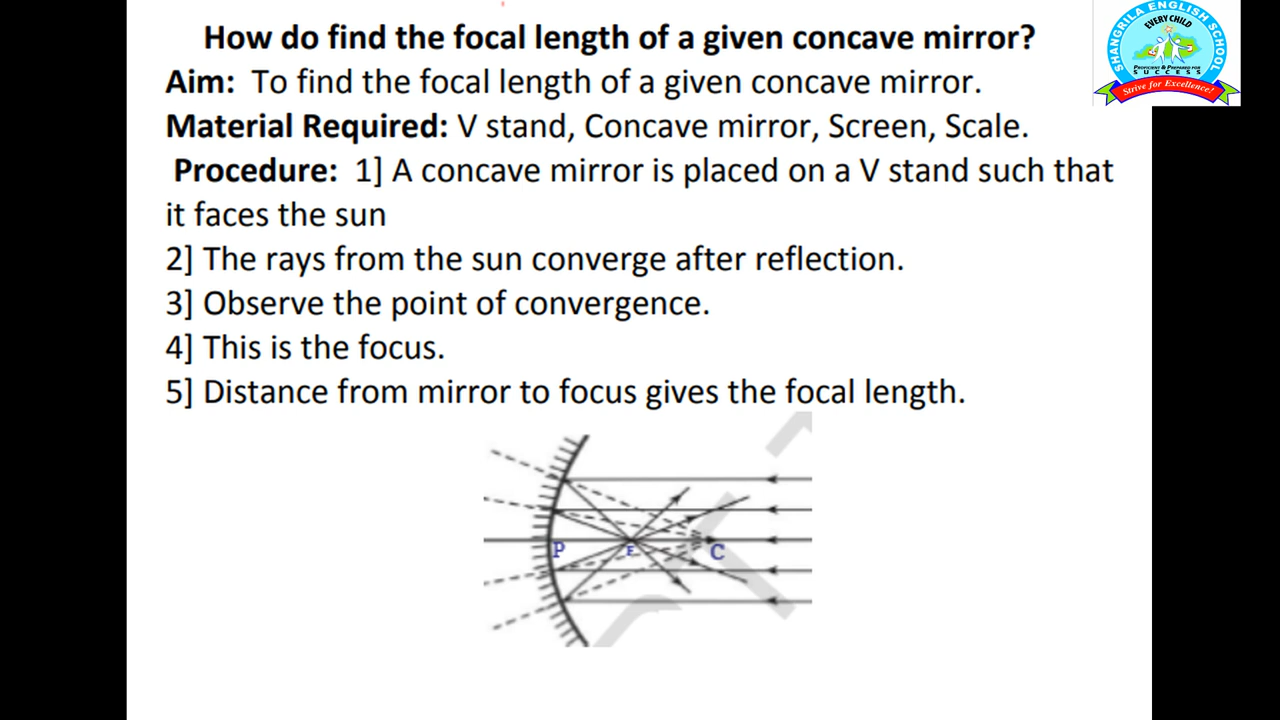 How do find the focal length of a given concave mirror?
Aim: To find the focal length of a given concave mirror.
Material Required: V stand, Concave mirror, Screen, Scale.
Procedure: 1] A concave mirror is placed on a V stand such that
it faces the sun
2] The rays from the sun converge after reflection.
3] Observe the point of convergence.
4] This is the focus.
5] Distance from mirror to focus gives the focal length.
P F C
SHANGRILA ENGLISH SCHOOL
EVERY CHILD
PROFICIENT & PREPARED FOR
SUCCESS
Strive for Excellence!